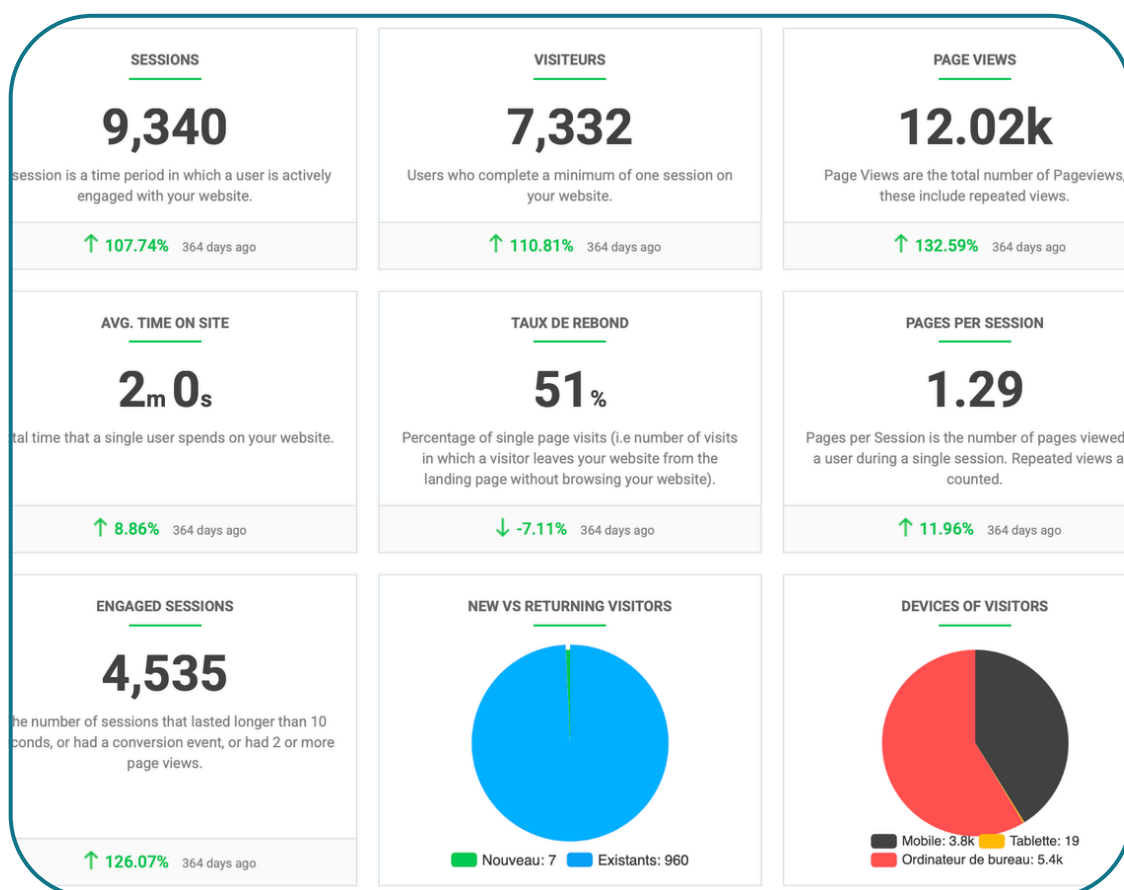 SESSIONS
9,340
session is a time period in which a user is actively
engaged with your website.
↑ 107.74% 364 days ago
VISITEURS
7,332
Users who complete a minimum of one session on
your website.
↑ 110.81% 364 days ago
PAGE VIEWS
12.02k
Page Views are the total number of Pageviews,
these include repeated views.
↑ 132.59% 364 days ago
AVG. TIME ON SITE
2m 0s
tal time that a single user spends on your website.
↑ 8.86% 364 days ago
TAUX DE REBOND
51 %
Percentage of single page visits (i.e number of visits
in which a visitor leaves your website from the
landing page without browsing your website).
↓ -7.11% 364 days ago
PAGES PER SESSION
1.29
Pages per Session is the number of pages viewed
a user during a single session. Repeated views a
counted.
↑ 11.96% 364 days ago
ENGAGED SESSIONS
4,535
he number of sessions that lasted longer than 10
conds, or had a conversion event, or had 2 or more
page views.
↑ 126.07% 364 days ago
NEW VS RETURNING VISITORS
Nouveau: 7 Existants: 960
DEVICES OF VISITORS
Mobile: 3.8k Tablette: 19
Ordinateur de bureau: 5.4k